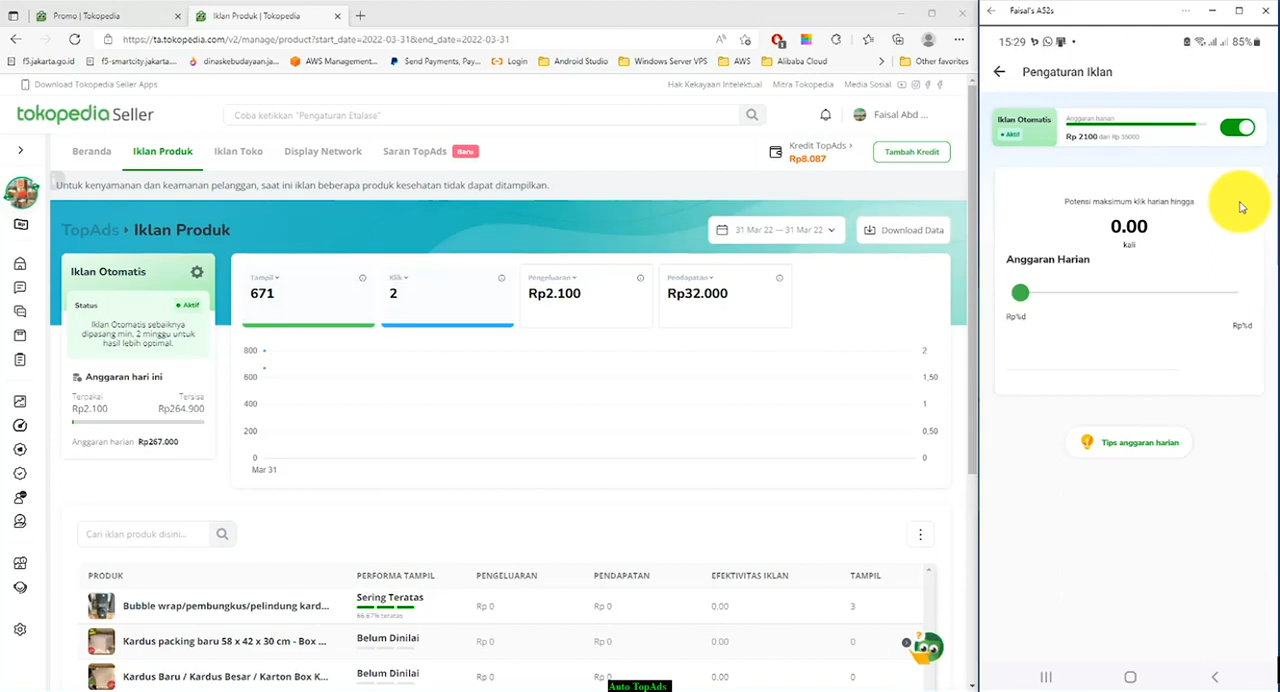 Promo | Tokopedia
Iklan Produk | Tokopedia
https://ta.tokopedia.com/v2/manage/product?start_date=2022-03-31&end_date=2022-03-31
f5.jakarta.go.id
f5-smartcity.jakarta...
dinaskebudayaan.ja...
AWS Management...
Send Payments, Pay...
Login
Android Studio
Windows Server VPS
AWS
Alibaba Cloud
Other favorites
Download Tokopedia Seller Apps
Hak Kekayaan Intelektual
Mitra Tokopedia
Media Sosial
tokopedia Seller
Coba ketikkan "Pengaturan Etalase"
Faisal Abd ...
Beranda
Iklan Produk
Iklan Toko
Display Network
Saran TopAds
Baru
Kredit TopAds
Rp8.087
Tambah Kredit
Untuk kenyamanan dan keamanan pelanggan, saat ini iklan beberapa produk kesehatan tidak dapat ditampilkan.
TopAds › Iklan Produk
31 Mar 22 — 31 Mar 22
Download Data
Iklan Otomatis
Status
Aktif
Iklan Otomatis sebaiknya
dipasang min. 2 minggu untuk
hasil lebih optimal.
Anggaran hari ini
Terpakai
Tersisa
Rp2.100
Rp264.900
Anggaran harian Rp267.000
Tampil
671
Klik
2
Pengeluaran
Rp2.100
Pendapatan
Rp32.000
800
600
400
200
0
2
1,50
1
0,50
0
Mar 31
Cari iklan produk disini...
PRODUK
PERFORMA TAMPIL
PENGELUARAN
PENDAPATAN
EFEKTIVITAS IKLAN
TAMPIL
Bubble wrap/pembungkus/pelindung kard...
Sering Teratas
66.67% teratas
Rp 0
Rp 0
0.00
3
Kardus packing baru 58 x 42 x 30 cm - Box ...
Belum Dinilai
Rp 0
Rp 0
0.00
0
Kardus Baru / Kardus Besar / Karton Box K...
Belum Dinilai
Rp 0
Rp 0
0.00
0
Auto TopAds
Faisal's A52s
15:29
85%
Pengaturan Iklan
Iklan Otomatis
Aktif
Anggaran harian
Rp 2100 dari Rp 35000
Potensi maksimum klik harian hingga
0.00
kali
Anggaran Harian
Rp%d
Rp%d
Tips anggaran harian